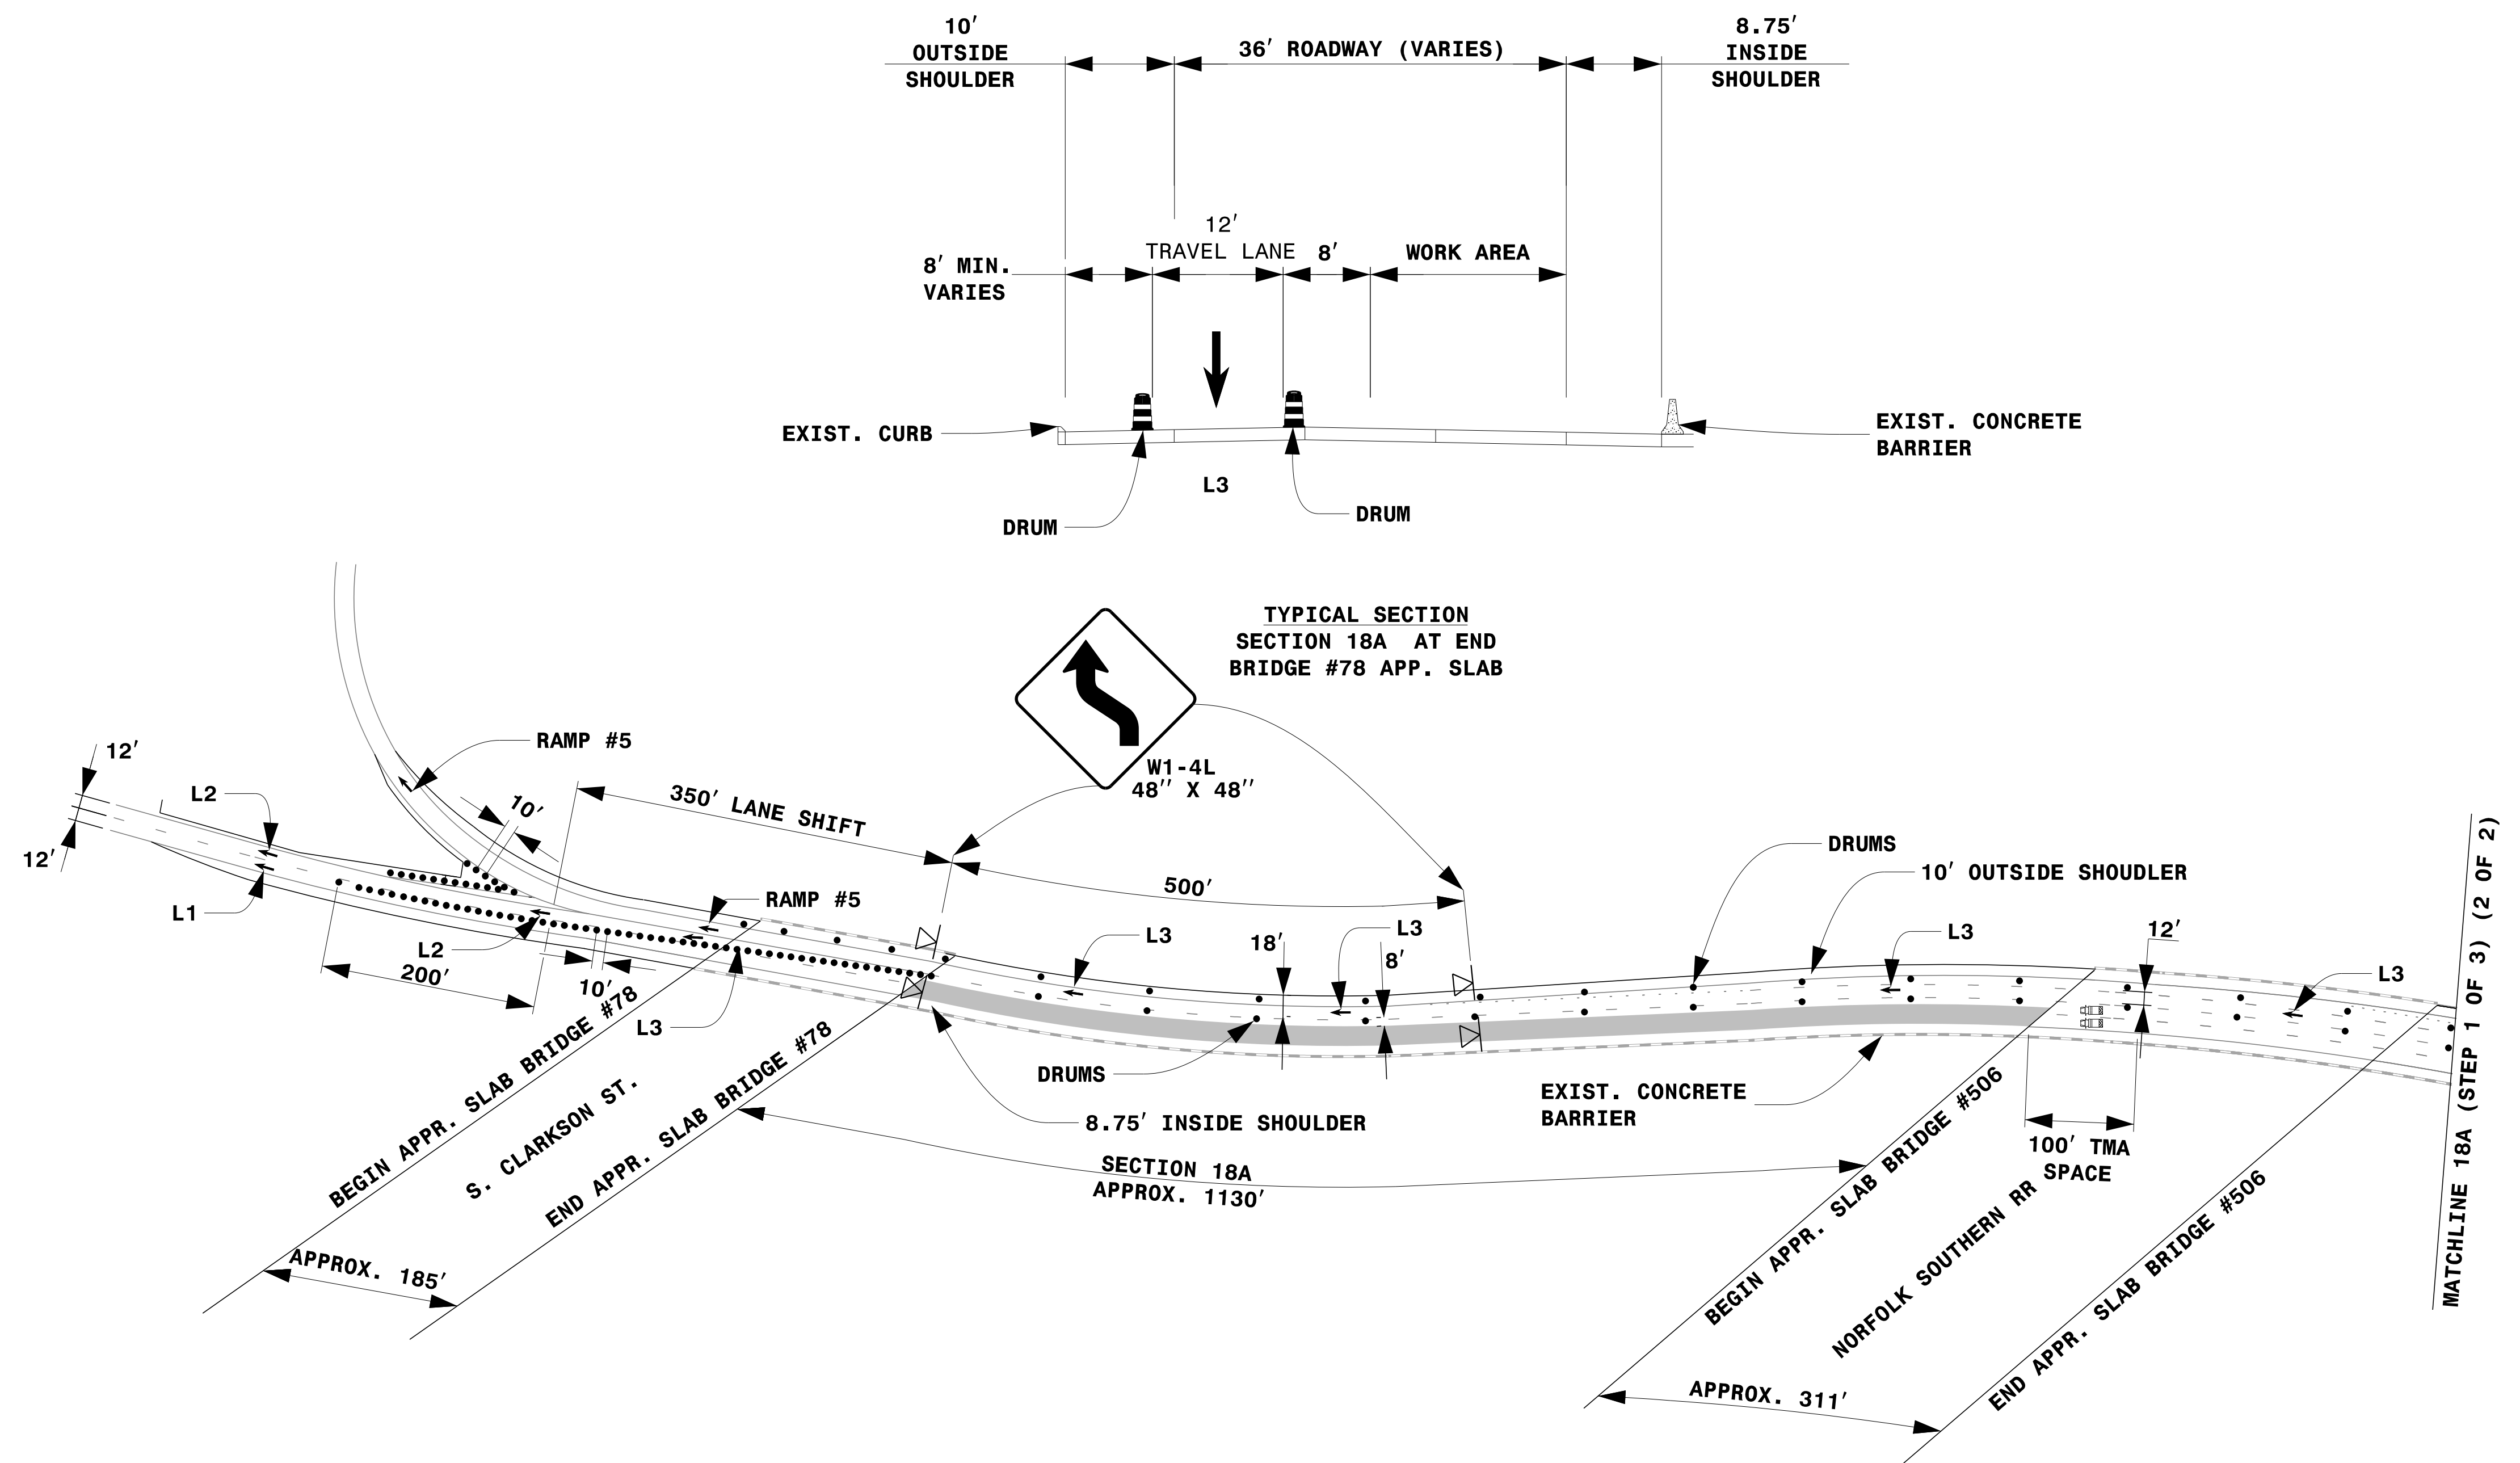 10′
OUTSIDE
SHOULDER
36′ ROADWAY (VARIES)
8.75′
INSIDE
SHOULDER
8′ MIN.
VARIES
12′
TRAVEL LANE
8′
WORK AREA
EXIST. CURB
EXIST. CONCRETE
BARRIER
L3
DRUM
DRUM
TYPICAL SECTION
SECTION 18A AT END
BRIDGE #78 APP. SLAB
W1-4L
48′′ X 48′′
12′
12′
L2
L1
RAMP #5
10′
350′ LANE SHIFT
RAMP #5
500′
L2
200′
10′
L3
L3
18′
L3
8′
DRUMS
DRUMS
10′ OUTSIDE SHOUDLER
L3
12′
L3
8.75′ INSIDE SHOULDER
EXIST. CONCRETE
BARRIER
100′ TMA
SPACE
SECTION 18A
APPROX. 1130′
BEGIN APPR. SLAB BRIDGE #78
S. CLARKSON ST.
END APPR. SLAB BRIDGE #78
APPROX. 185′
BEGIN APPR. SLAB BRIDGE #506
NORFOLK SOUTHERN RR
END APPR. SLAB BRIDGE #506
APPROX. 311′
MATCHLINE 18A (STEP 1 OF 3) (2 OF 2)